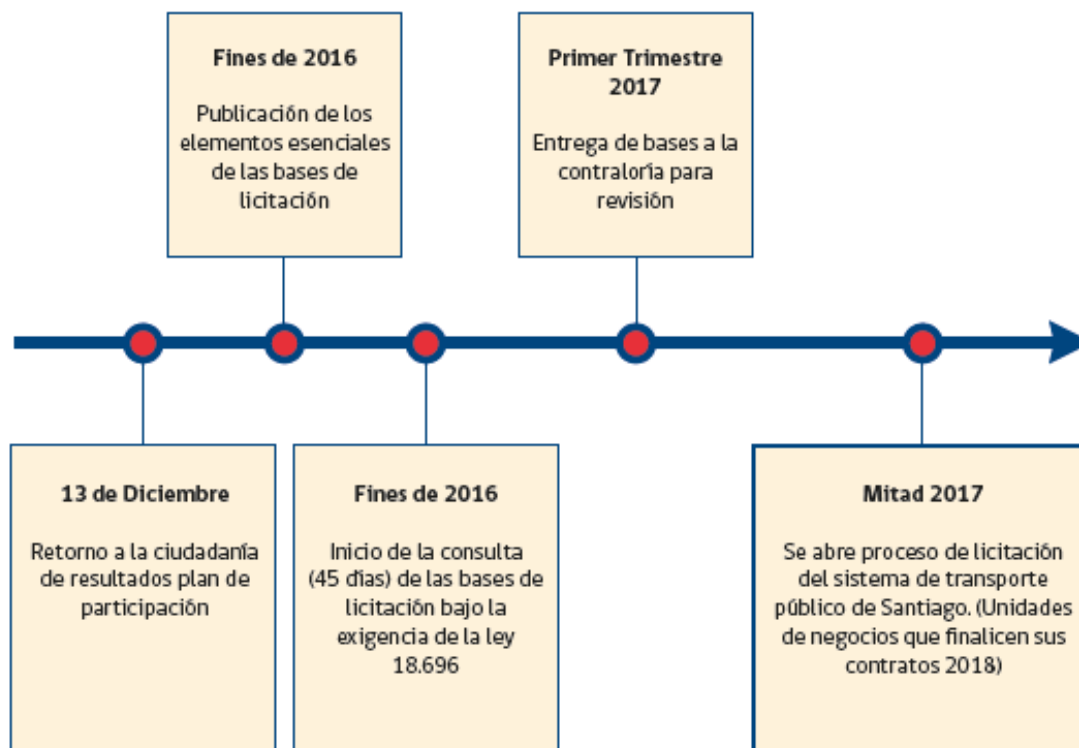 Fines de 2016
Publicación de los
elementos esenciales
de las bases de
licitación
Primer Trimestre
2017
Entrega de bases a la
contraloría para
revisión
13 de Diciembre
Retorno a la ciudadanía
de resultados plan de
participación
Fines de 2016
Inicio de la consulta
(45 días) de las bases de
licitación bajo la
exigencia de la ley
18.696
Mitad 2017
Se abre proceso de licitación
del sistema de transporte
público de Santiago. (Unidades
de negocios que finalicen sus
contratos 2018)